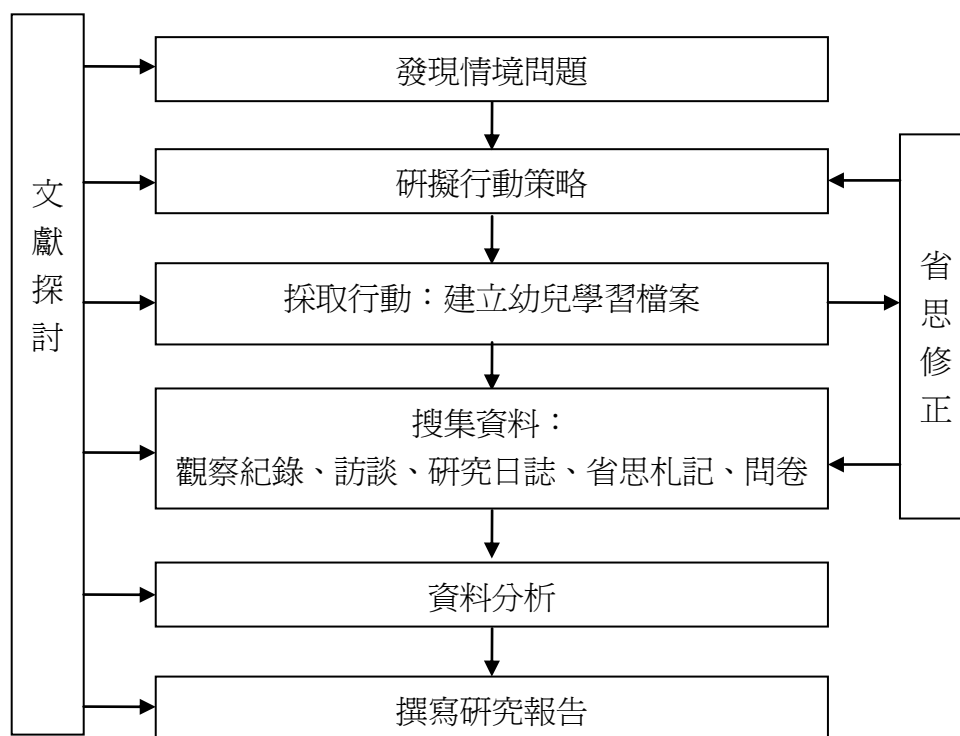 發現情境問題
研擬行動策略
採取行動：建立幼兒學習檔案
搜集資料：
觀察紀錄、訪談、研究日誌、省思札記、問卷
資料分析
撰寫研究報告
文獻探討
省思修正